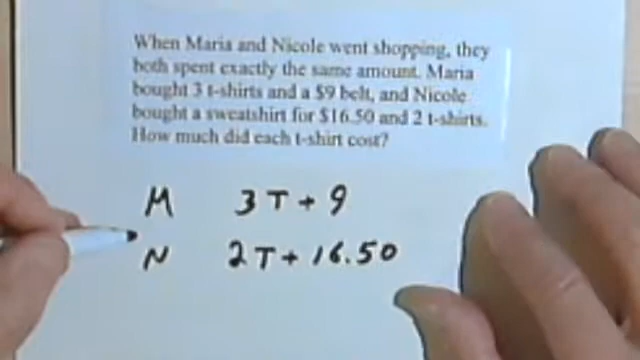 When Maria and Nicole went shopping, they
both spent exactly the same amount. Maria
bought 3 t-shirts and a $9 belt, and Nicole
bought a sweatshirt for $16.50 and 2 t-shirts.
How much did each t-shirt cost?
M 3T + 9
N 2T + 16.50